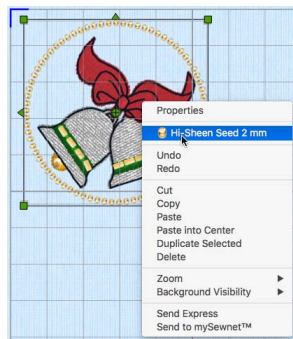 Properties
Hi-Sheen Seed 2 mm
Undo
Redo
Cut
Copy
Paste
Paste into Center
Duplicate Selected
Delete
Zoom
Background Visibility
Send Express
Send to mySewnet™